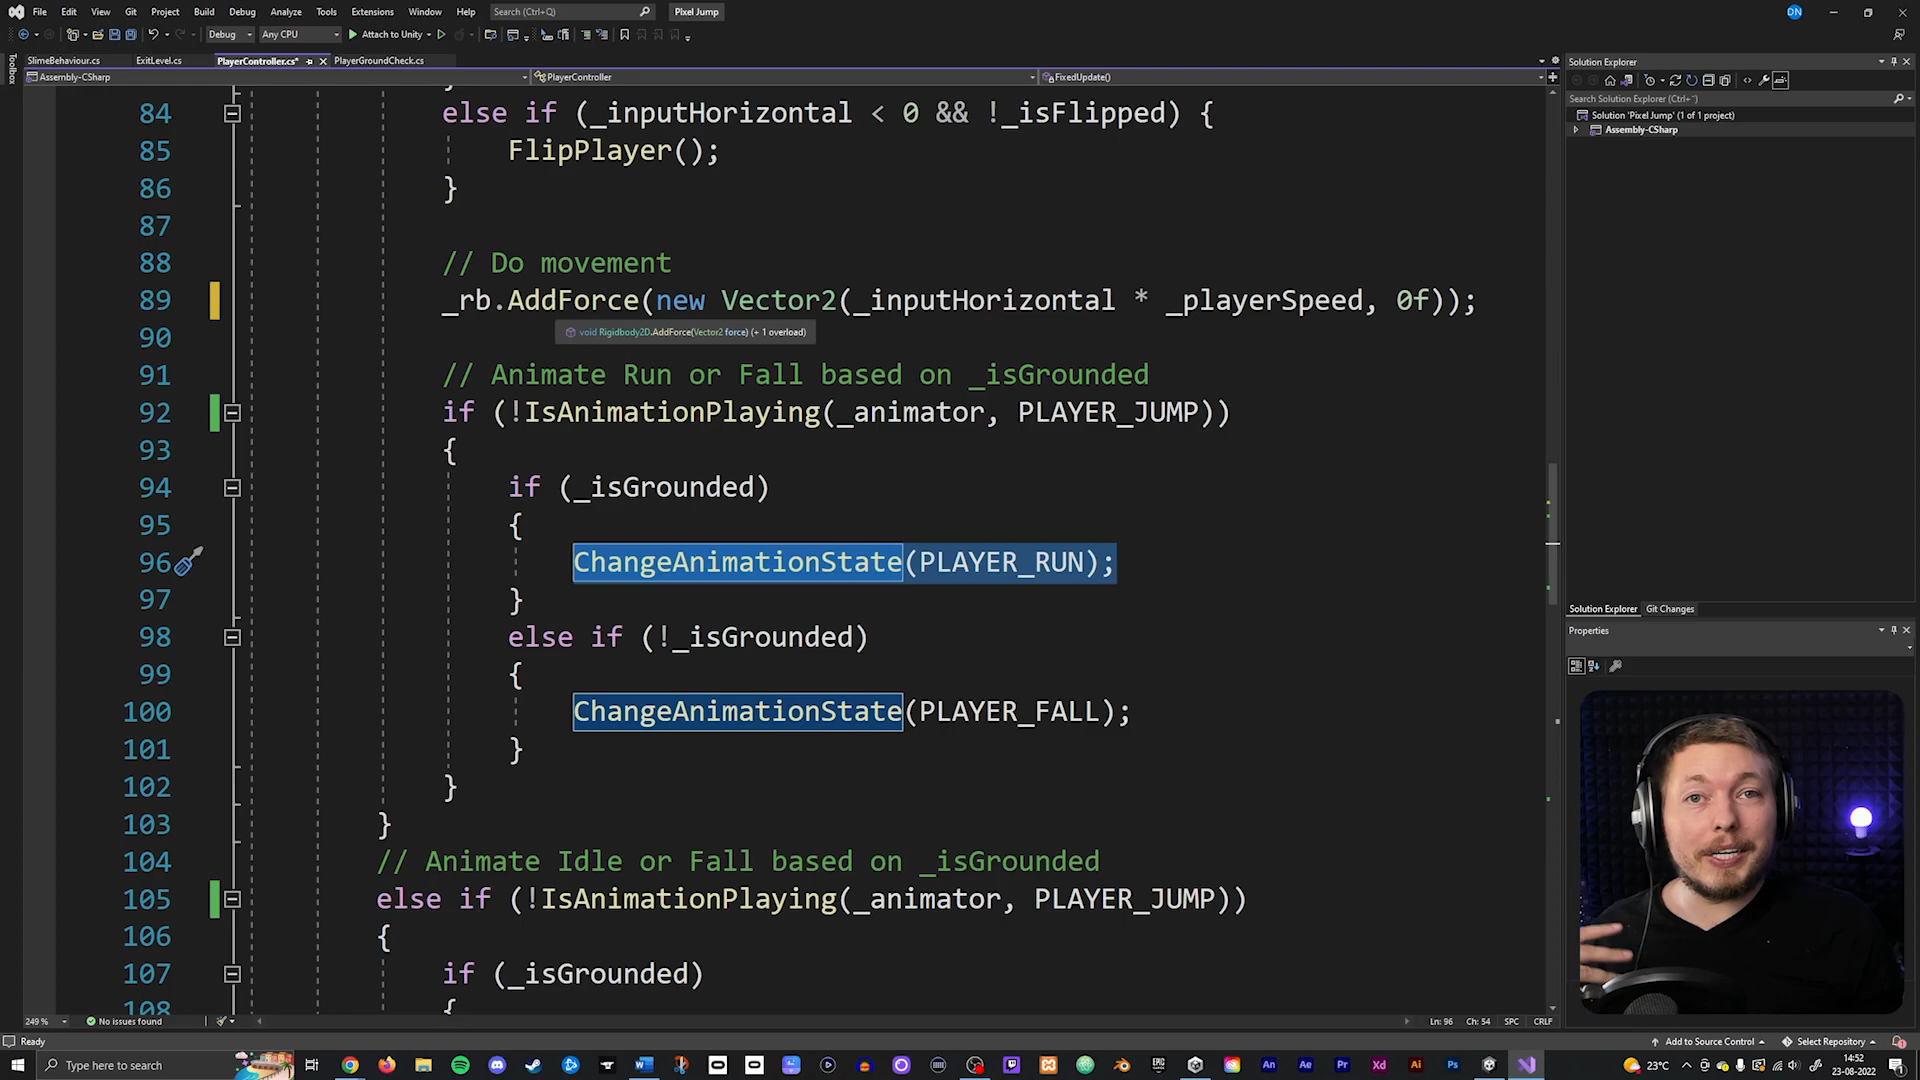 File Edit View Git Project Build Debug Analyze Tools Extensions Window Help Search (Ctrl+Q) Pixel Jump DN
Debug Any CPU Attach to Unity
SlimeBehaviour.cs ExitLevel.cs PlayerController.cs* PlayerGroundCheck.cs
Toolbox
Assembly-CSharp PlayerController FixedUpdate()
84 else if (_inputHorizontal < 0 && !_isFlipped) {
85 FlipPlayer();
86 }
87
88 // Do movement
89 _rb.AddForce(new Vector2(_inputHorizontal * _playerSpeed, 0f));
void Rigidbody2D.AddForce(Vector2 force) (+ 1 overload)
90
91 // Animate Run or Fall based on _isGrounded
92 if (!IsAnimationPlaying(_animator, PLAYER_JUMP))
93 {
94 if (_isGrounded)
95 {
96 ChangeAnimationState(PLAYER_RUN);
97 }
98 else if (!_isGrounded)
99 {
100 ChangeAnimationState(PLAYER_FALL);
101 }
102 }
103 }
104 // Animate Idle or Fall based on _isGrounded
105 else if (!IsAnimationPlaying(_animator, PLAYER_JUMP))
106 {
107 if (_isGrounded)
108 {
249 % No issues found Ln: 96 Ch: 54 SPC CRLF
Solution Explorer
Search Solution Explorer (Ctrl+¨)
Solution 'Pixel Jump' (1 of 1 project)
Assembly-CSharp
Solution Explorer Git Changes
Properties
Ready Add to Source Control Select Repository
Type here to search 23°C 14:52
23-08-2022